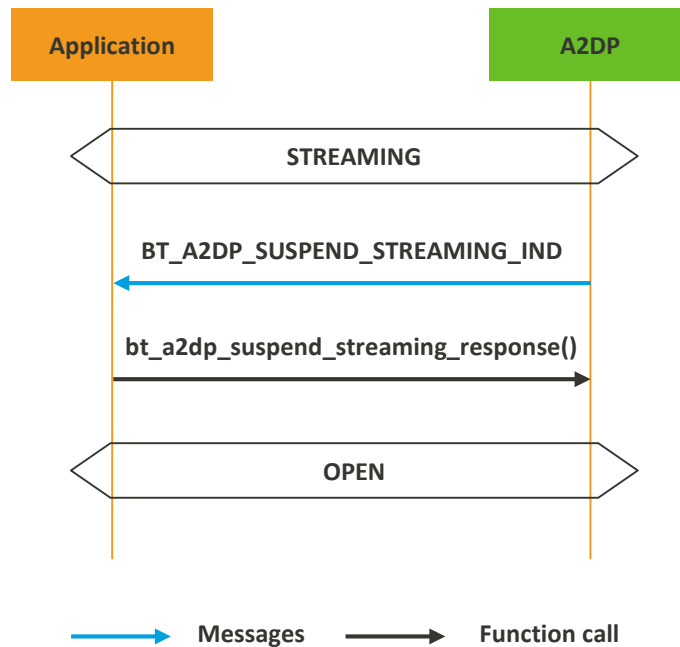 Application
A2DP
STREAMING
BT_A2DP_SUSPEND_STREAMING_IND
bt_a2dp_suspend_streaming_response()
OPEN
Messages
Function call